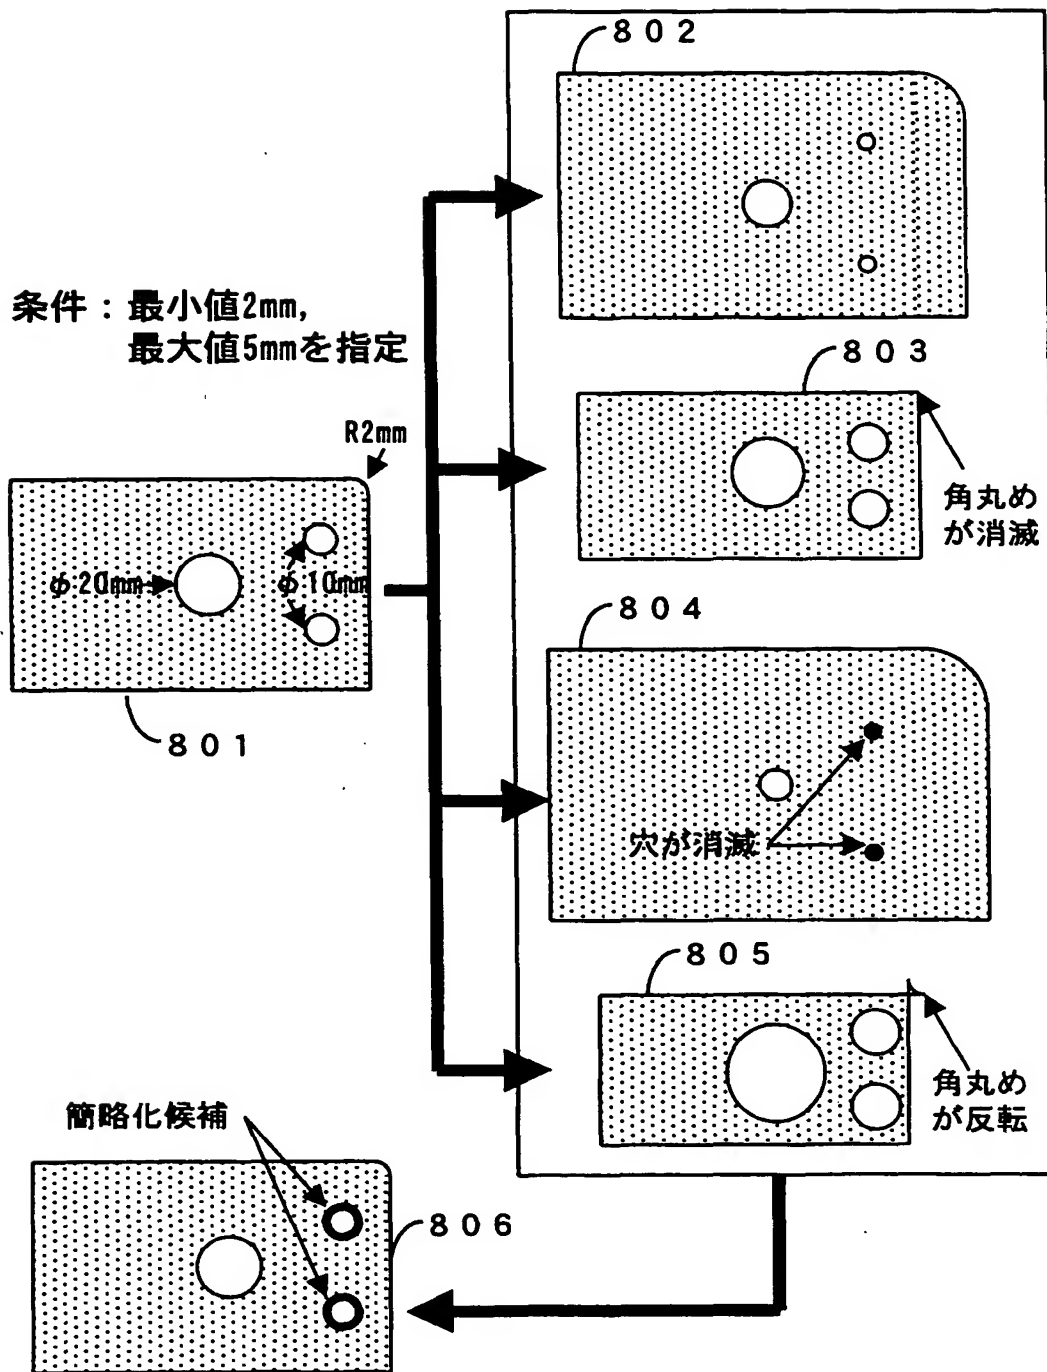 802
条件：最小値2mm,
最大値5mmを指定
803
R2mm
角丸め
が消滅
φ20mm
φ10mm
804
801
穴が消滅
805
角丸め
が反転
簡略化候補
806